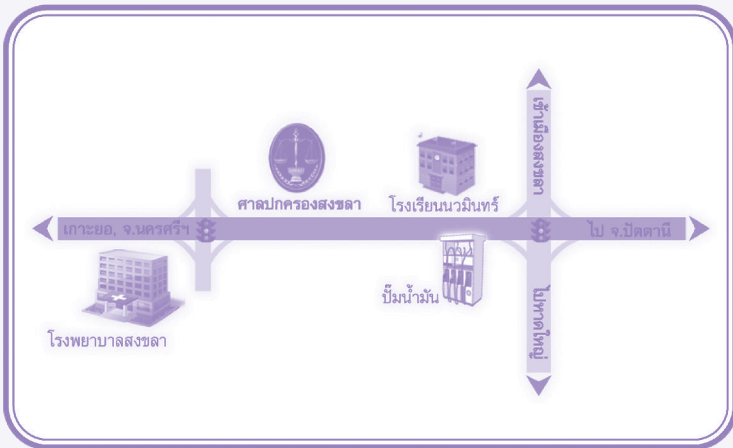 เข้าเมืองสงขลา
ศาลปกครองสงขลา
โรงเรียนนวมินทร์
เกาะยอ, จ.นครศรีฯ
ไป จ.ปัตตานี
ปั๊มน้ำมัน
ไปหาดใหญ่
โรงพยาบาลสงขลา